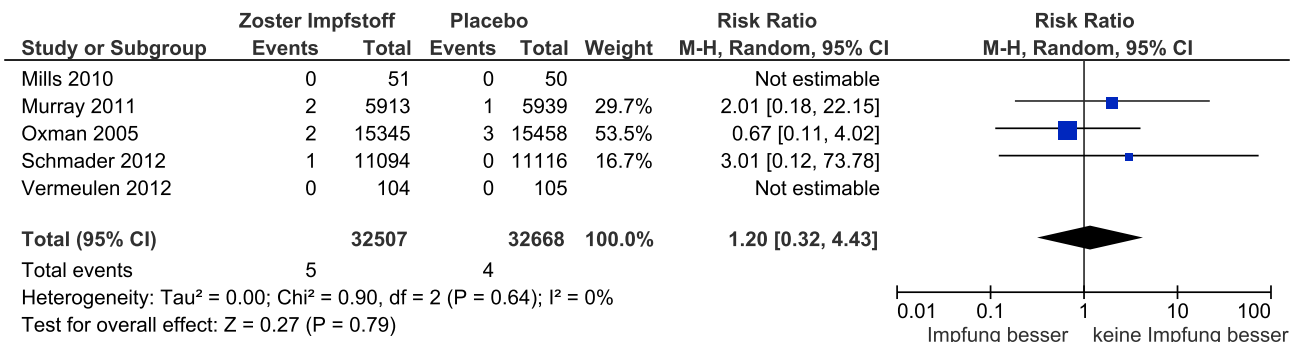 Zoster Impfstoff Placebo Risk Ratio Risk Ratio
Study or Subgroup Events Total Events Total Weight M-H, Random, 95% CI M-H, Random, 95% CI
Mills 2010 0 51 0 50 Not estimable
Murray 2011 2 5913 1 5939 29.7% 2.01 [0.18, 22.15]
Oxman 2005 2 15345 3 15458 53.5% 0.67 [0.11, 4.02]
Schmader 2012 1 11094 0 11116 16.7% 3.01 [0.12, 73.78]
Vermeulen 2012 0 104 0 105 Not estimable
Total (95% CI) 32507 32668 100.0% 1.20 [0.32, 4.43]
Total events 5 4
Heterogeneity: Tau² = 0.00; Chi² = 0.90, df = 2 (P = 0.64); I² = 0%
Test for overall effect: Z = 0.27 (P = 0.79)
0.01 0.1 1 10 100
Impfung besser keine Impfung besser